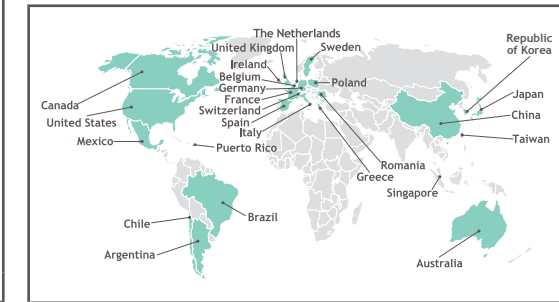 The Netherlands
United Kingdom
Sweden
Republic
of Korea
Ireland
Belgium
Poland
Germany
France
Japan
Canada
Switzerland
China
United States
Spain
Italy
Taiwan
Mexico
Puerto Rico
Romania
Greece
Singapore
Chile
Brazil
Argentina
Australia